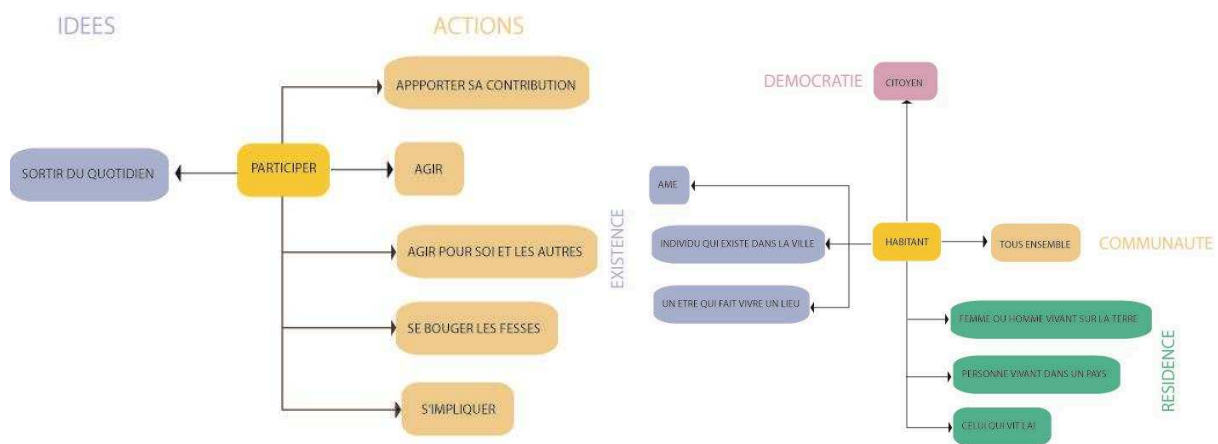 IDEES
ACTIONS
APPPORTER SA CONTRIBUTION
SORTIR DU QUOTIDIEN
PARTICIPER
AGIR
AGIR POUR SOI ET LES AUTRES
SE BOUGER LES FESSES
S'IMPLIQUER
DEMOCRATIE
CITOYEN
EXISTENCE
AME
INDIVIDU QUI EXISTE DANS LA VILLE
UN ETRE QUI FAIT VIVRE UN LIEU
HABITANT
TOUS ENSEMBLE
COMMUNAUTE
FEMME OU HOMME VIVANT SUR LA TERRE
PERSONNE VIVANT DANS UN PAYS
CELUI QUI VIT LA!
RESIDENCE